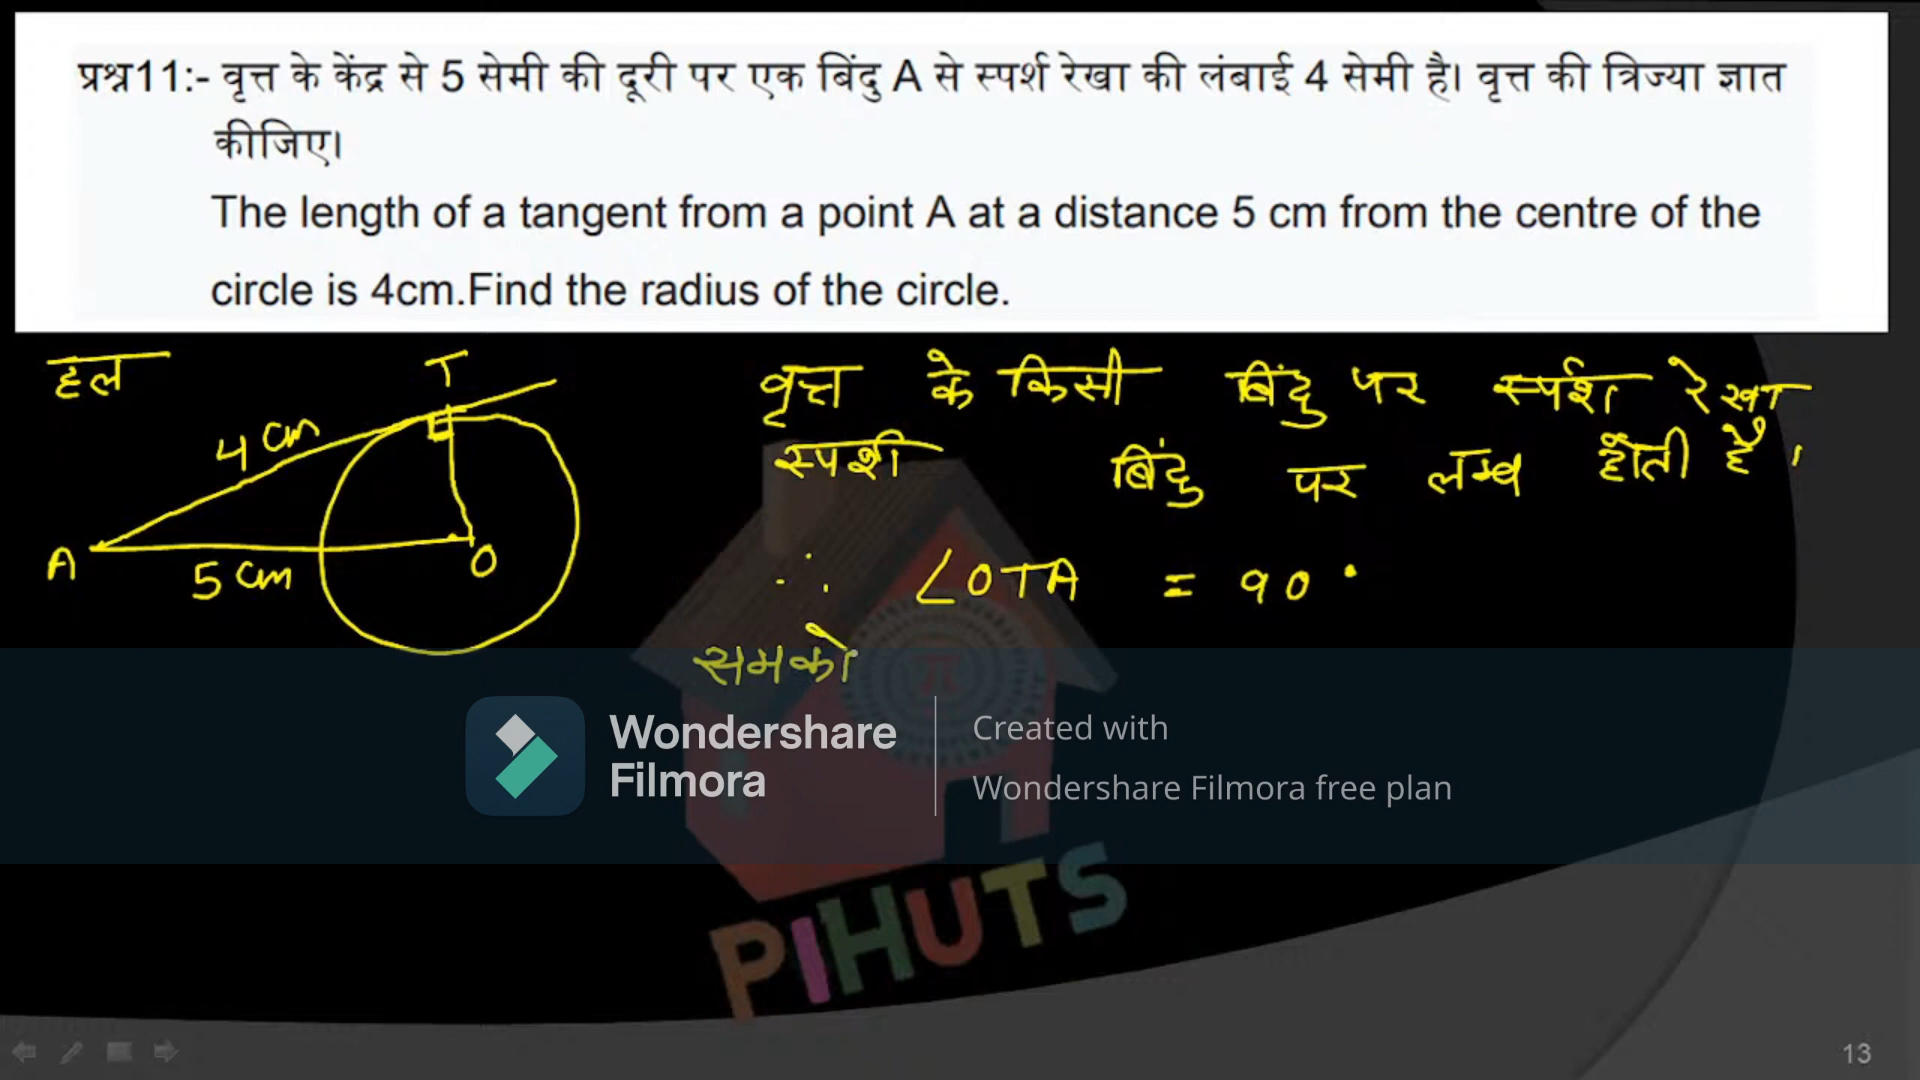 प्रश्न11:- वृत्त के केंद्र से 5 सेमी की दूरी पर एक बिंदु A से स्पर्श रेखा की लंबाई 4 सेमी है। वृत्त की त्रिज्या ज्ञात
कीजिए।
The length of a tangent from a point A at a distance 5 cm from the centre of the
circle is 4cm.Find the radius of the circle.
हल
T
4 cm
A
5 cm
O
वृत्त के किसी बिंदु पर स्पर्श रेखा
स्पर्शी बिंदु पर लम्ब होती है।
∴ ∠OTA = 90°
समको
Wondershare
Filmora
Created with
Wondershare Filmora free plan
π
PIHUTS
13